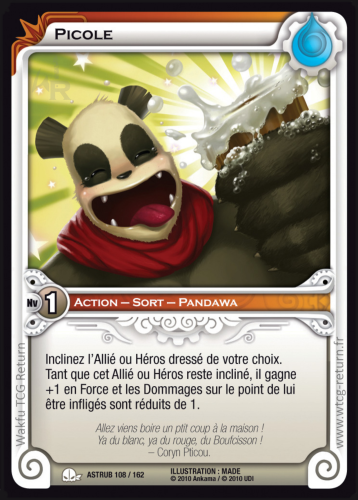 Picole
Nv 1
Action – Sort – Pandawa
Inclinez l'Allié ou Héros dressé de votre choix.
Tant que cet Allié ou Héros reste incliné, il gagne
+1 en Force et les Dommages sur le point de lui
être infligés sont réduits de 1.
Allez viens boire un ptit coup à la maison !
Ya du blanc, ya du rouge, du Boufcisson !
– Coryn Pticou.
ASTRUB 108 / 162
ILLUSTRATION : MADE
© 2010 Ankama / © 2010 UDI
Wakfu TCG Return
www.wtcg-return.fr